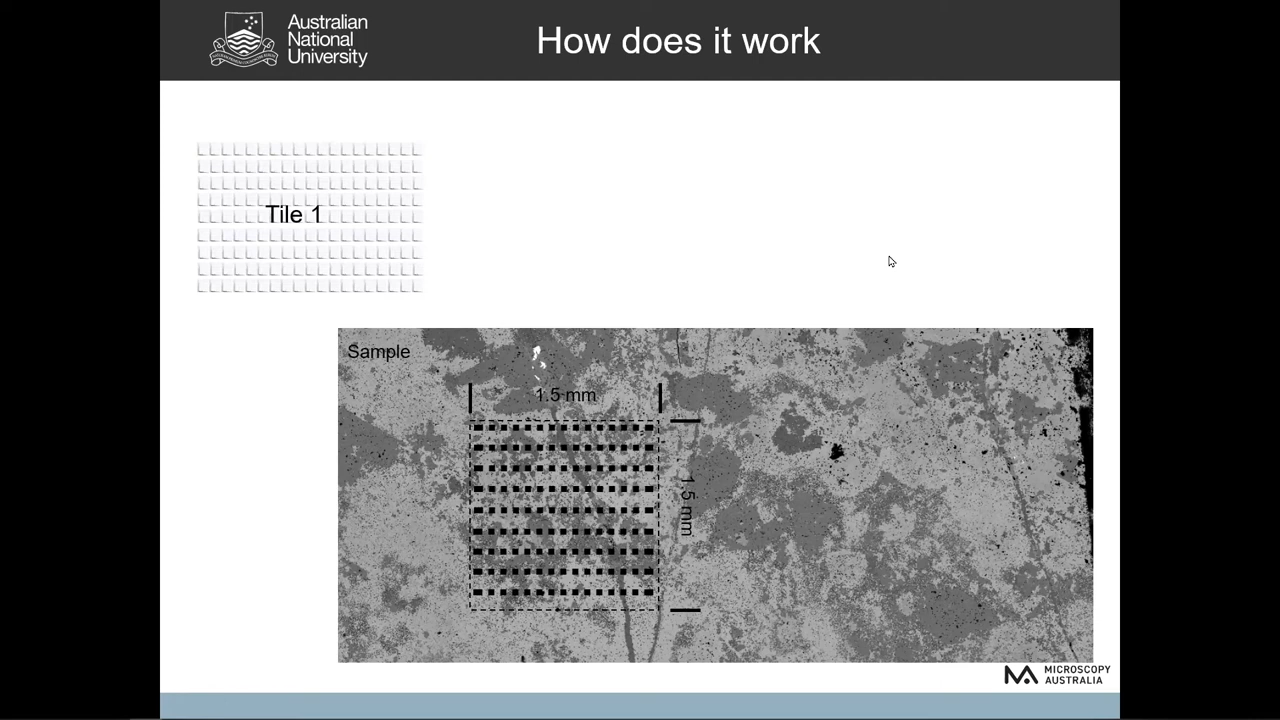 Australian
National
University
How does it work
Tile 1
Sample
1.5 mm
1.5 mm
MICROSCOPY
AUSTRALIA